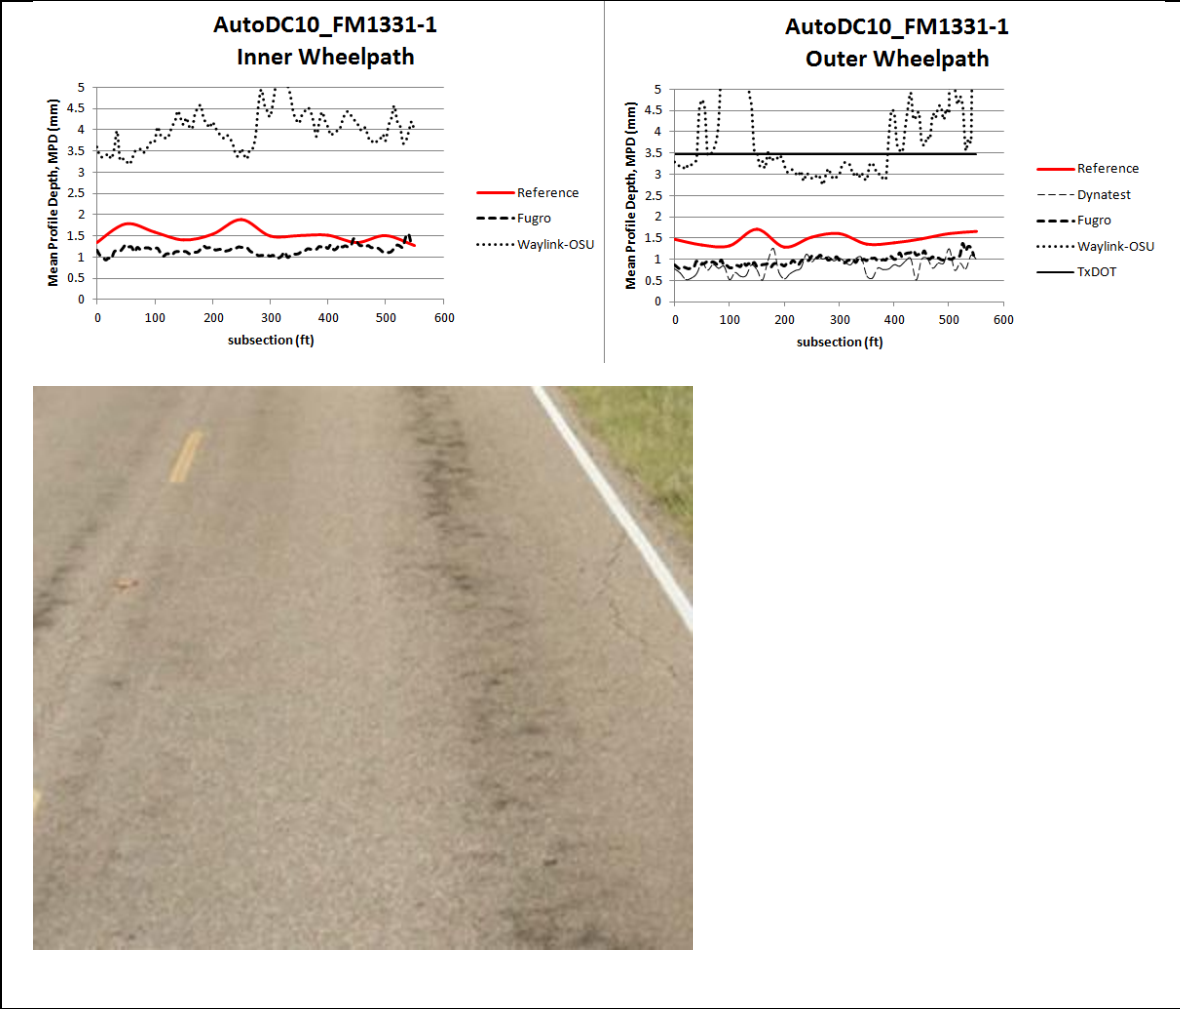 AutoDC10_FM1331-1
Inner Wheelpath
Mean Profile Depth, MPD (mm)
5
4.5
4
3.5
3
2.5
2
1.5
1
0.5
0
0 100 200 300 400 500 600
subsection (ft)
Reference
Fugro
Waylink-OSU
AutoDC10_FM1331-1
Outer Wheelpath
Mean Profile Depth, MPD (mm)
5
4.5
4
3.5
3
2.5
2
1.5
1
0.5
0
0 100 200 300 400 500 600
subsection (ft)
Reference
Dynatest
Fugro
Waylink-OSU
TxDOT